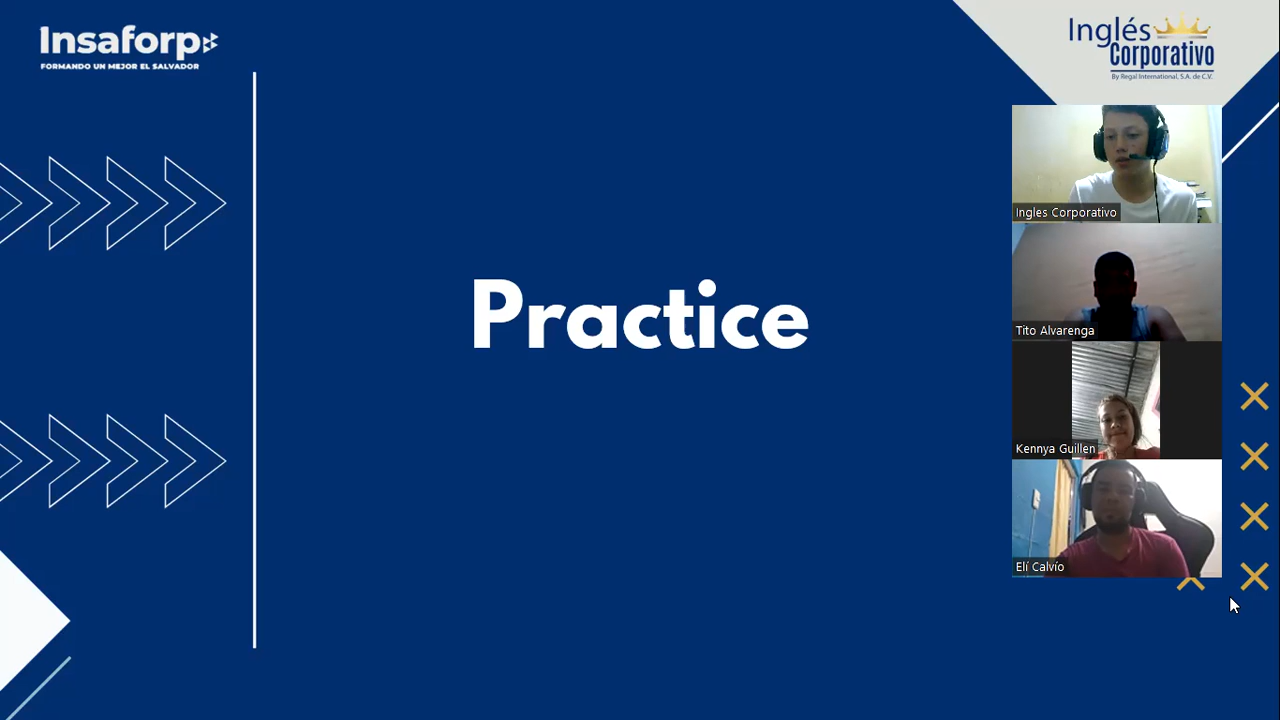 Insaforp
FORMANDO UN MEJOR EL SALVADOR
Inglés
Corporativo
By Regal International, S.A. de C.V.
Practice
Ingles Corporativo
Tito Alvarenga
Kennya Guillen
Elí Calvío